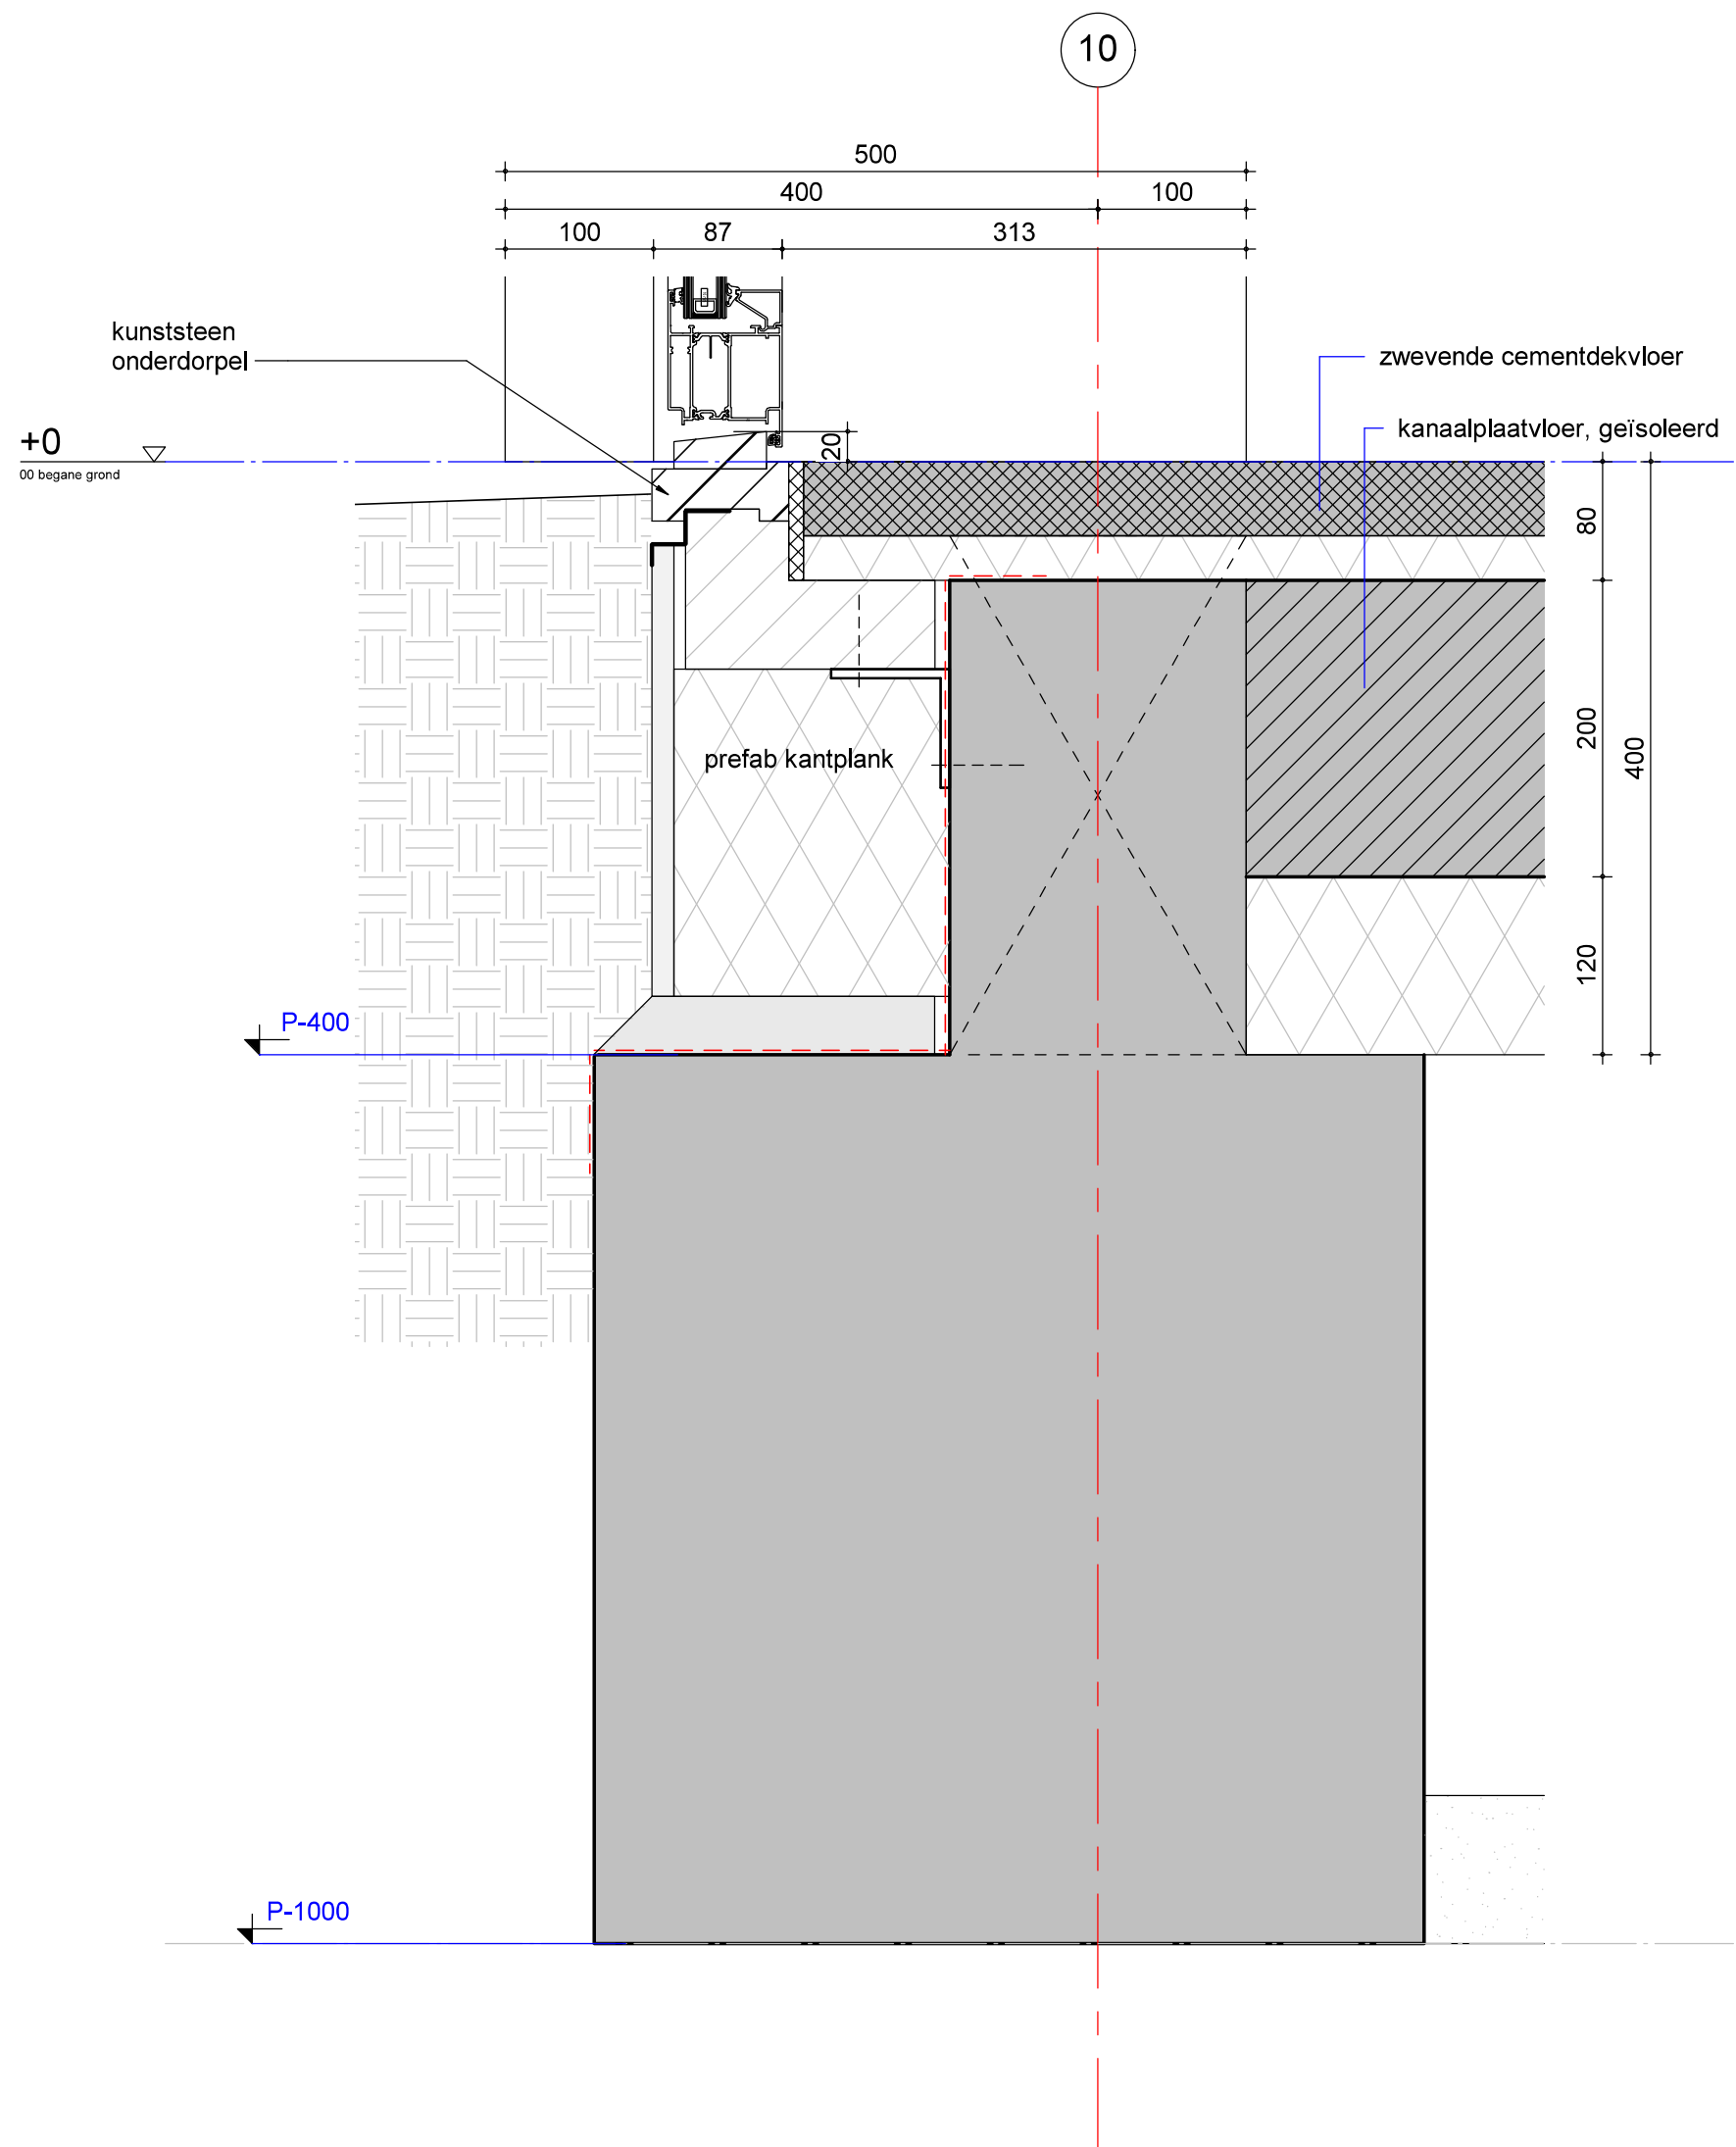 10
500
400
100
100
87
313
kunststeen
onderdorpel
zwevende cementdekvloer
kanaalplaatvloer, geïsoleerd
+0
00 begane grond
20
80
200
400
120
prefab kantplank
P-400
P-1000